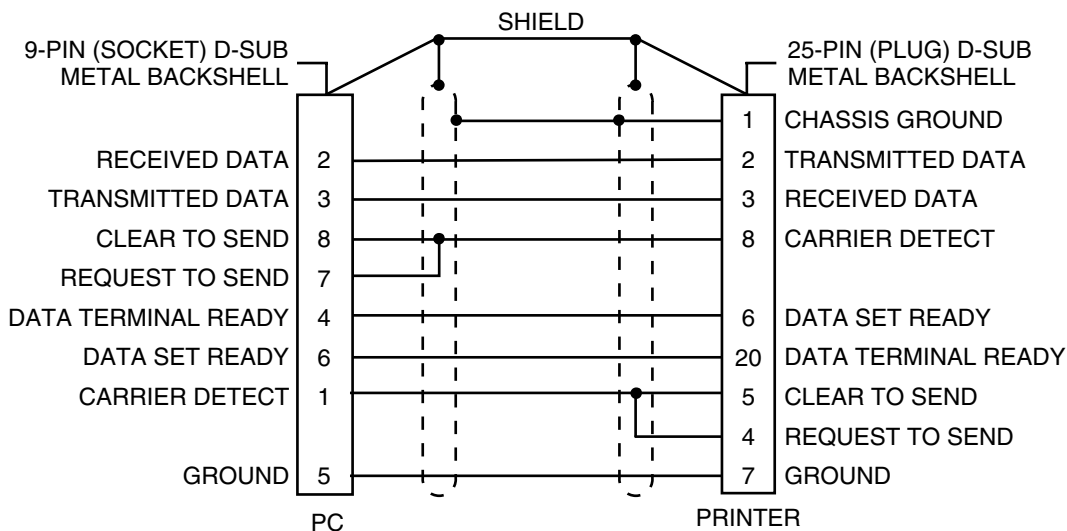 SHIELD
9-PIN (SOCKET) D-SUB
METAL BACKSHELL
25-PIN (PLUG) D-SUB
METAL BACKSHELL
1 CHASSIS GROUND
RECEIVED DATA 2 2 TRANSMITTED DATA
TRANSMITTED DATA 3 3 RECEIVED DATA
CLEAR TO SEND 8 8 CARRIER DETECT
REQUEST TO SEND 7
DATA TERMINAL READY 4 6 DATA SET READY
DATA SET READY 6 20 DATA TERMINAL READY
CARRIER DETECT 1 5 CLEAR TO SEND
4 REQUEST TO SEND
GROUND 5 7 GROUND
PC PRINTER